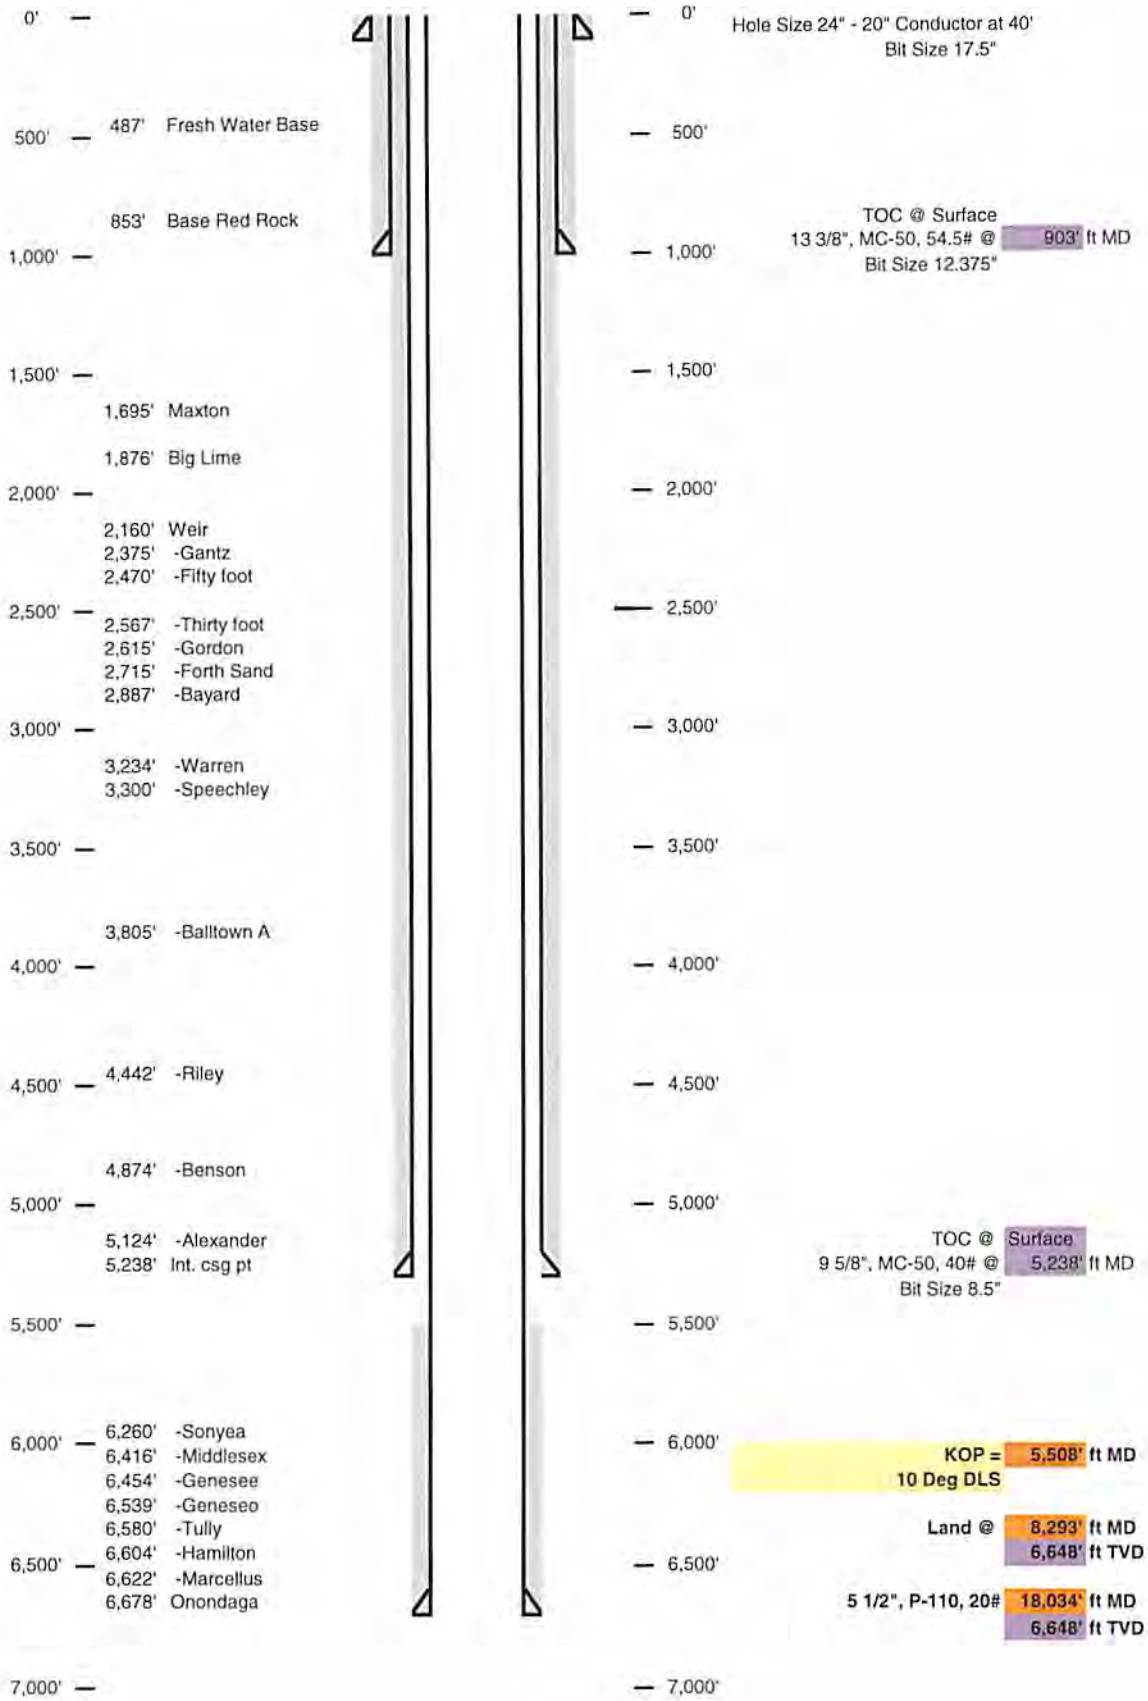 0' 0' Hole Size 24" - 20" Conductor at 40'
Bit Size 17.5"
487' Fresh Water Base
500' 500'
853' Base Red Rock
TOC @ Surface
13 3/8", MC-50, 54.5# @ 903' ft MD
1,000' 1,000'
Bit Size 12.375"
1,500' 1,500'
1,695' Maxton
1,876' Big Lime
2,000' 2,000'
2,160' Weir
2,375' -Gantz
2,470' -Fifty foot
2,500' 2,500'
2,567' -Thirty foot
2,615' -Gordon
2,715' -Forth Sand
2,887' -Bayard
3,000' 3,000'
3,234' -Warren
3,300' -Speechley
3,500' 3,500'
3,805' -Balltown A
4,000' 4,000'
4,442' -Riley
4,500' 4,500'
4,874' -Benson
5,000' 5,000'
5,124' -Alexander TOC @ Surface
5,238' Int. csg pt 9 5/8", MC-50, 40# @ 5,238' ft MD
Bit Size 8.5"
5,500' 5,500'
6,260' -Sonyea
6,000' 6,000'
6,416' -Middlesex KOP = 5,508' ft MD
6,454' -Genesee 10 Deg DLS
6,539' -Geneseo
6,580' -Tully Land @ 8,293' ft MD
6,604' -Hamilton 6,648' ft TVD
6,500' 6,500'
6,622' -Marcellus
6,678' Onondaga 5 1/2", P-110, 20# 18,034' ft MD
6,648' ft TVD
7,000' 7,000'